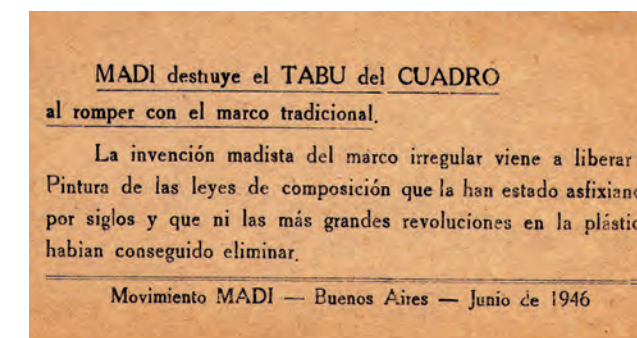 MADI destruye el TABU del CUADRO
al romper con el marco tradicional.
La invención madista del marco irregular viene a liberar
Pintura de las leyes de composición que la han estado asfixiand
por siglos y que ni las más grandes revoluciones en la plástic
habian conseguido eliminar.
Movimiento MADI — Buenos Aires — Junio de 1946